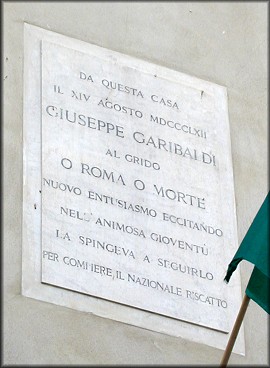 DA QUESTA CASA
IL XIV AGOSTO MDCCCLXII
GIUSEPPE GARIBALDI
AL GRIDO
O ROMA O MORTE
NUOVO ENTUSIASMO ECCITANDO
NELL'ANIMOSA GIOVENTÙ
LA SPINGEVA A SEGUIRLO
PER COMPIERE, IL NAZIONALE RISCATTO